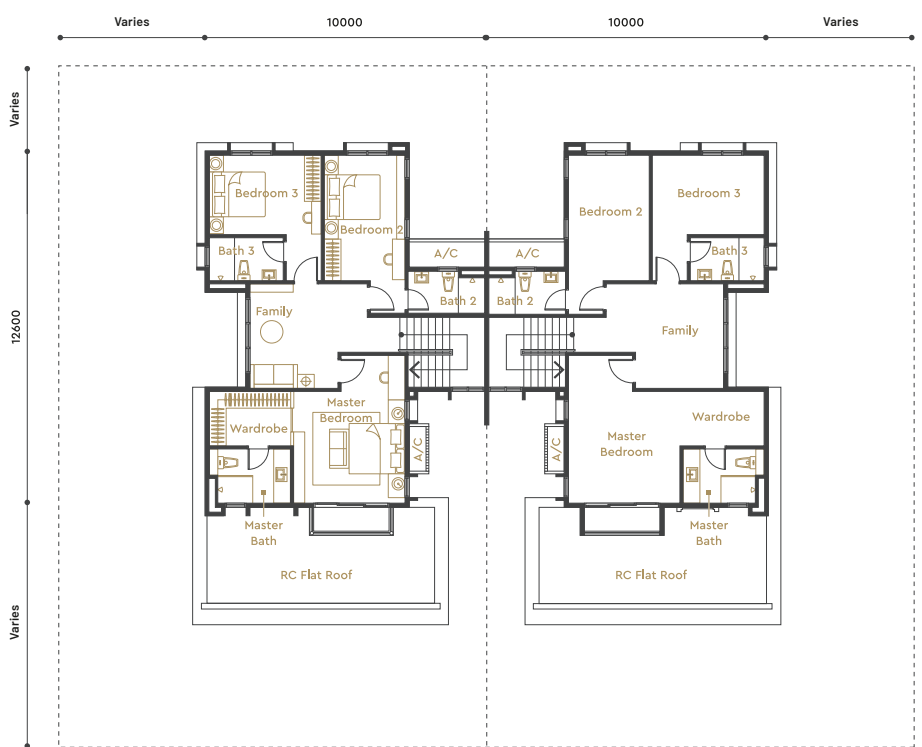 Varies 10000 10000 Varies
Varies
12600
Varies
Bedroom 3
Bedroom 2
Bath 3
A/C
Bath 2
Family
Master
Bedroom
Wardrobe
A/C
Master
Bath
RC Flat Roof
Bedroom 2
Bedroom 3
A/C
Bath 3
Bath 2
Family
Wardrobe
Master
Bedroom
A/C
Master
Bath
RC Flat Roof